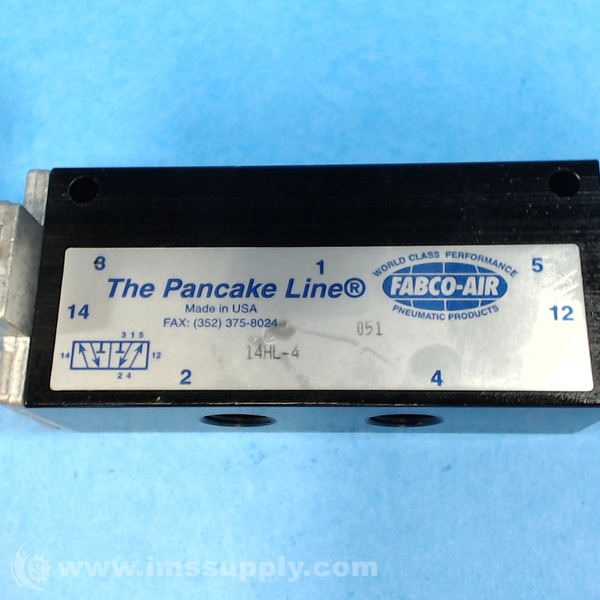 3 1 5
The Pancake Line®
Made in USA
FAX: (352) 375-8024
WORLD CLASS PERFORMANCE
FABCO-AIR
PNEUMATIC PRODUCTS
14 12
051
14HL-4
3 1 5
14 12
2 4
2 4
www.imssupply.com